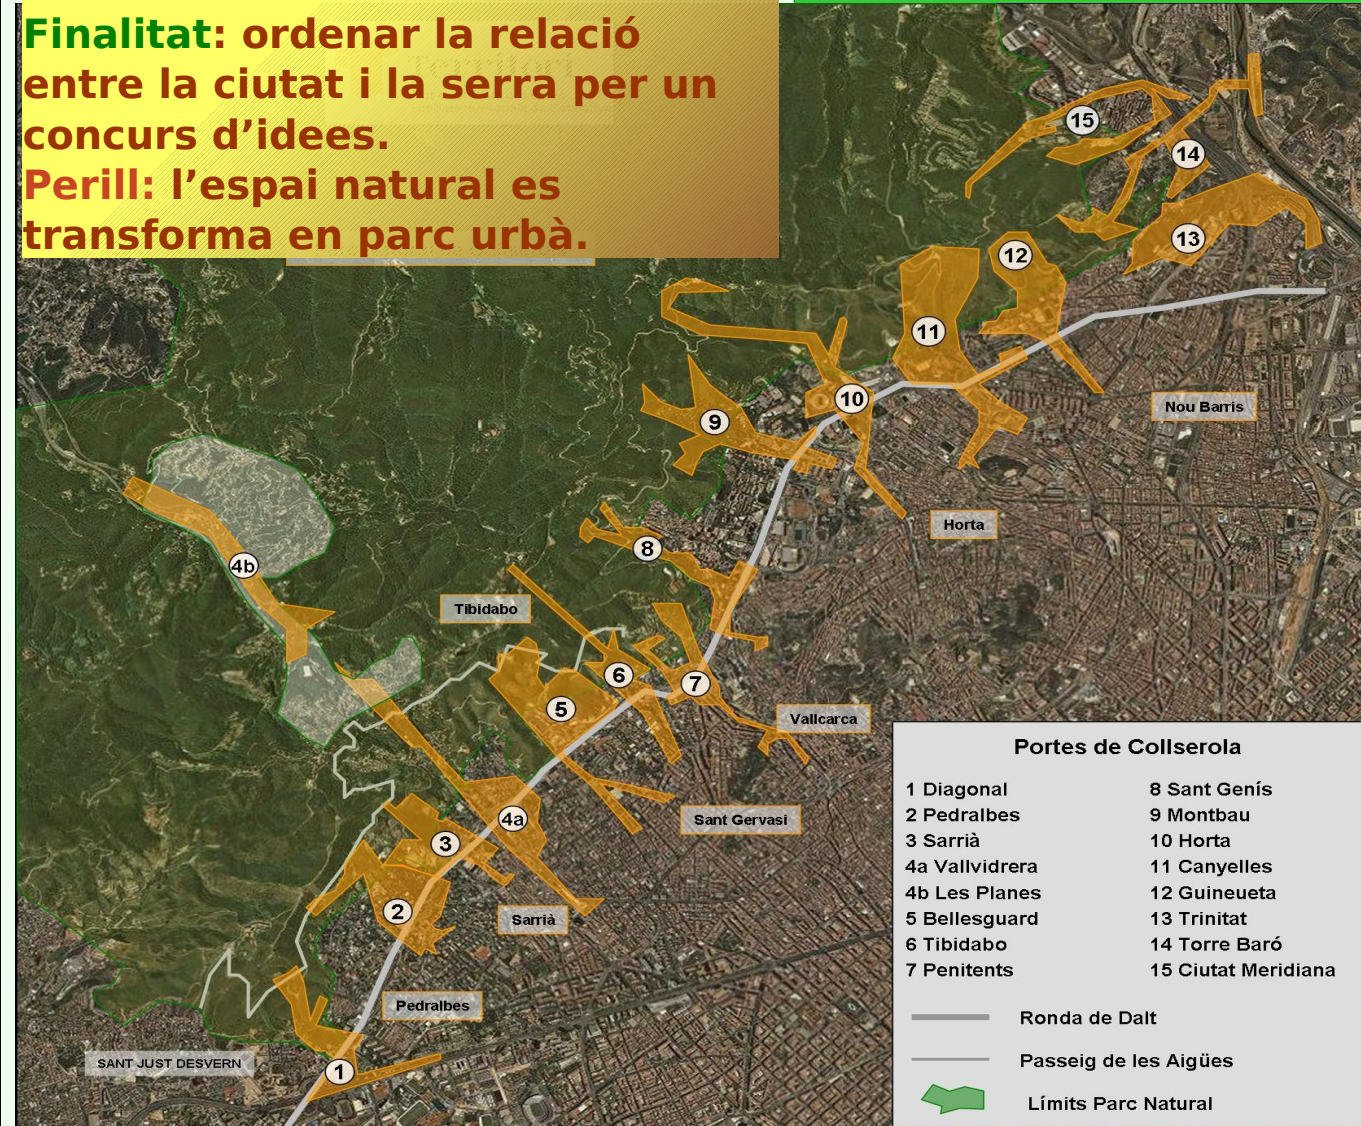 Finalitat: ordenar la relació
entre la ciutat i la serra per un
concurs d’idees.
Perill: l’espai natural es
transforma en parc urbà.
15
14
13
12
11
10
9
Nou Barris
Horta
8
4b
Tibidabo
6
7
5
Vallcarca
Sant Gervasi
4a
3
2
Sarrià
Pedralbes
SANT JUST DESVERN
1
Portes de Collserola
1 Diagonal
2 Pedralbes
3 Sarrià
4a Vallvidrera
4b Les Planes
5 Bellesguard
6 Tibidabo
7 Penitents
8 Sant Genís
9 Montbau
10 Horta
11 Canyelles
12 Guineueta
13 Trinitat
14 Torre Baró
15 Ciutat Meridiana
Ronda de Dalt
Passeig de les Aigües
Límits Parc Natural